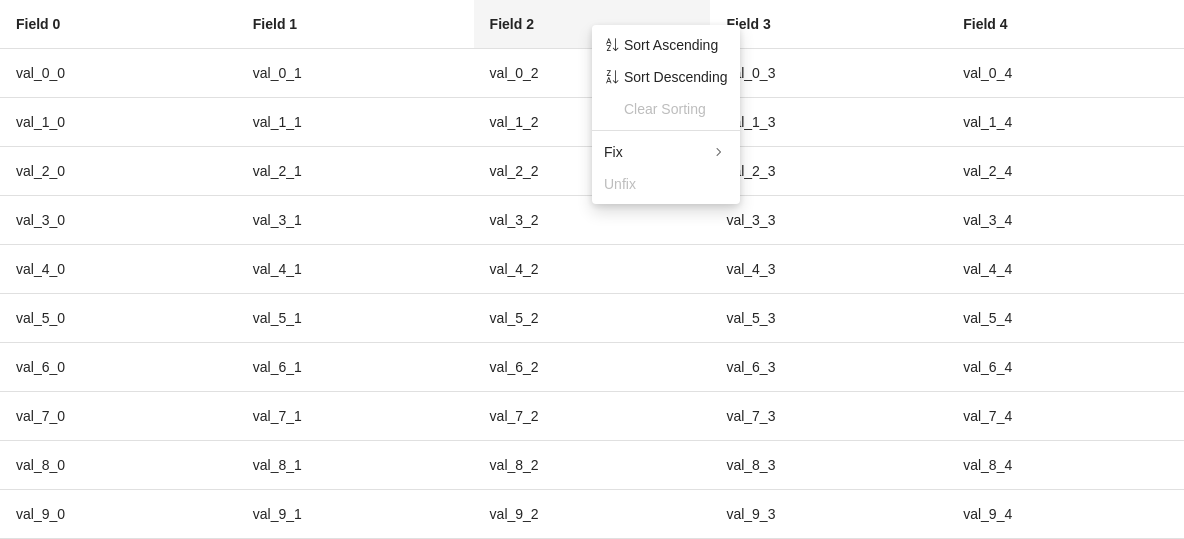 Field 0 Field 1 Field 2 Field 3 Field 4
Sort Ascending
Sort Descending
Clear Sorting
Fix
Unfix
val_0_0 val_0_1 val_0_2 al_0_3 val_0_4
val_1_0 val_1_1 val_1_2 al_1_3 val_1_4
val_2_0 val_2_1 val_2_2 al_2_3 val_2_4
val_3_0 val_3_1 val_3_2 val_3_3 val_3_4
val_4_0 val_4_1 val_4_2 val_4_3 val_4_4
val_5_0 val_5_1 val_5_2 val_5_3 val_5_4
val_6_0 val_6_1 val_6_2 val_6_3 val_6_4
val_7_0 val_7_1 val_7_2 val_7_3 val_7_4
val_8_0 val_8_1 val_8_2 val_8_3 val_8_4
val_9_0 val_9_1 val_9_2 val_9_3 val_9_4